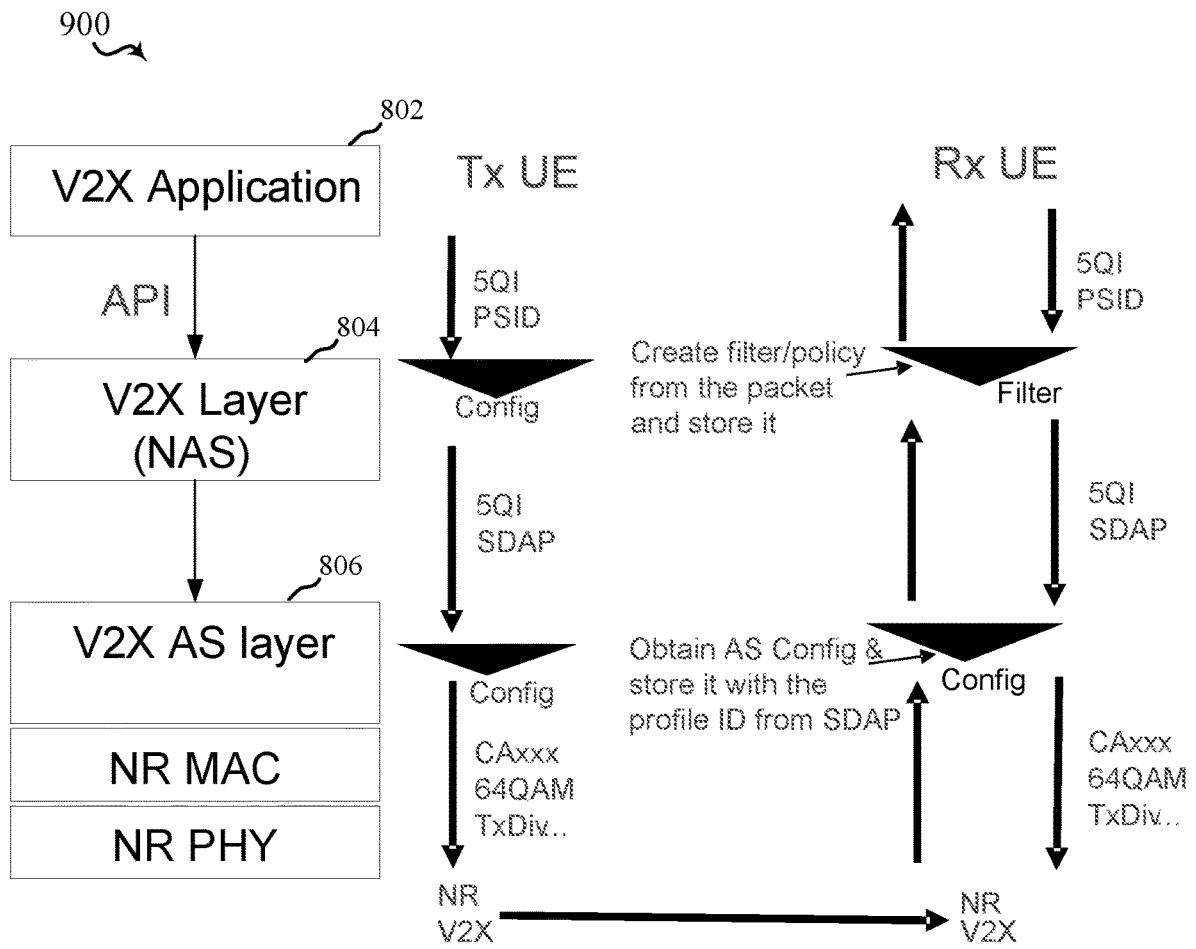 900
802
V2X Application
API
804
V2X Layer
(NAS)
806
V2X AS layer
NR MAC
NR PHY
Tx UE
5QI
PSID
Config
5QI
SDAP
Config
CAxxx
64QAM
TxDiv...
NR
V2X
Rx UE
5QI
PSID
Create filter/policy
from the packet
and store it
Filter
5QI
SDAP
Obtain AS Config &
store it with the
profile ID from SDAP
Config
CAxxx
64QAM
TxDiv...
NR
V2X